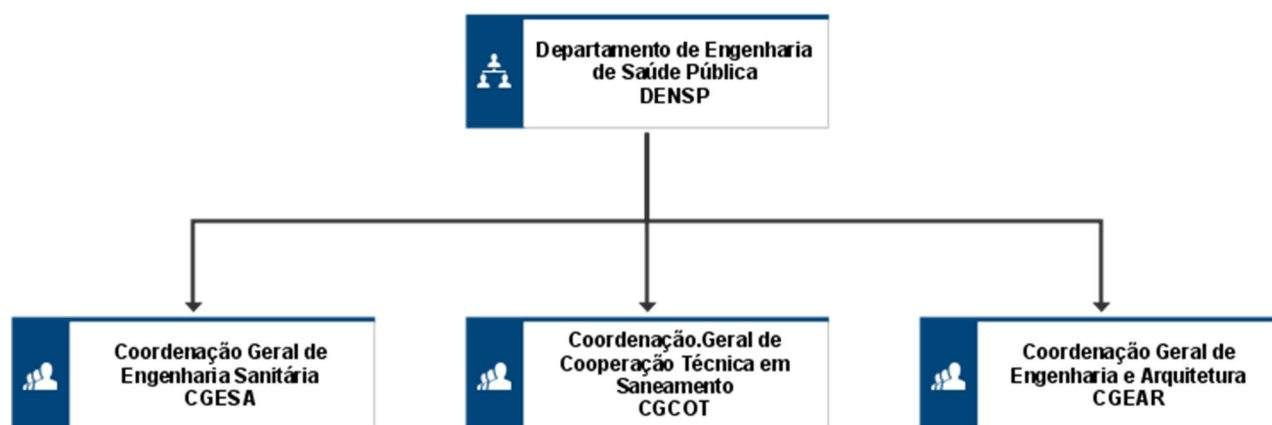 Departamento de Engenharia
de Saúde Pública
DENSP
Coordenação Geral de
Engenharia Sanitária
CGESA
Coordenação.Geral de
Cooperação Técnica em
Saneamento
CGCOT
Coordenação Geral de
Engenharia e Arquitetura
CGEAR